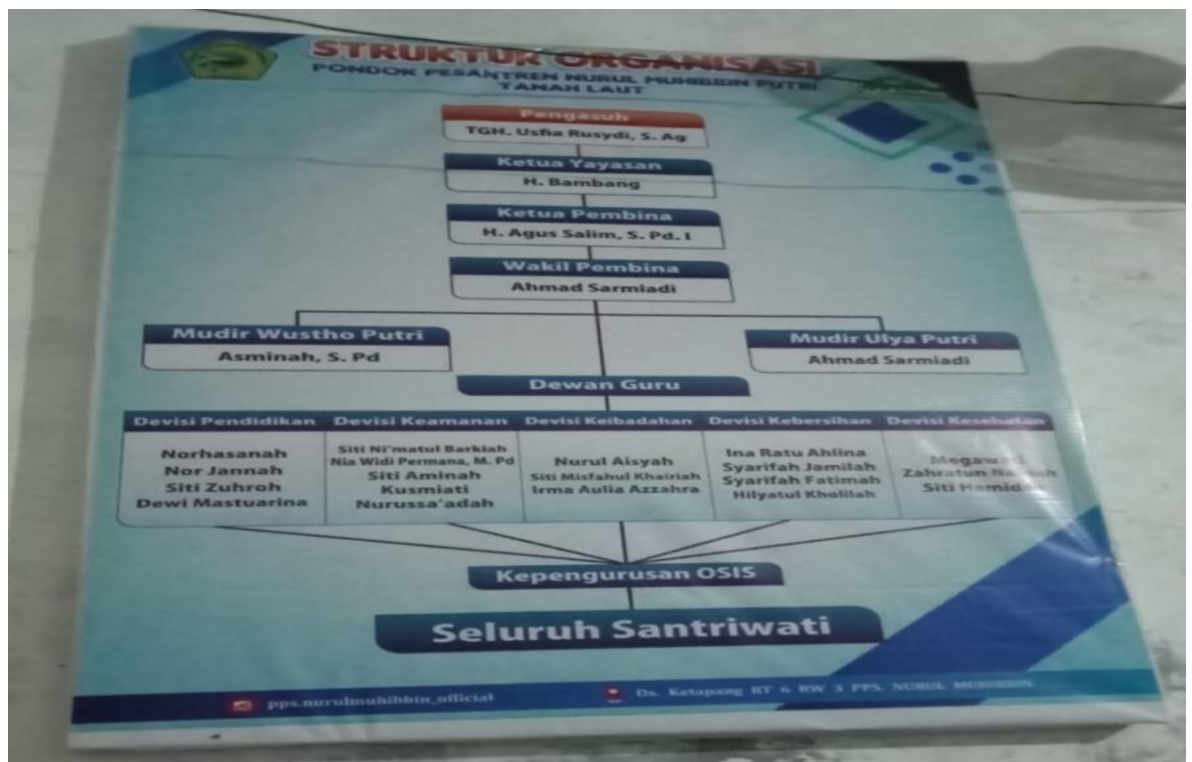 STRUKTUR ORGANISASI
PONDOK PESANTREN NURUL MUHIBBIN PUTRI
TANAH LAUT
Pengasuh
TGH. Usfia Rusydi, S. Ag
Ketua Yayasan
H. Bambang
Ketua Pembina
H. Agus Salim, S. Pd. I
Wakil Pembina
Ahmad Sarmiadi
Mudir Wustho Putri
Asminah, S. Pd
Mudir Ulya Putri
Ahmad Sarmiadi
Dewan Guru
Devisi Pendidikan
Norhasanah
Nor Jannah
Siti Zuhroh
Dewi Mastuarina
Devisi Keamanan
Siti Ni'matul Barkiah
Nia Widi Permana, M. Pd
Siti Aminah
Kusmiati
Nurussa'adah
Devisi Keibadahan
Nurul Aisyah
Siti Misfahul Khairiah
Irma Aulia Azzahra
Devisi Kebersihan
Ina Ratu Ahlina
Syarifah Jamilah
Syarifah Fatimah
Hilyatul Kholilah
Devisi Kesehatan
Megawati
Zahratun
Siti Hamidah
Kepengurusan OSIS
Seluruh Santriwati
pps.nurulmuhibbin_official
Ds. Ketapang RT 6 RW 3 PPS. NURUL MUHIBBIN